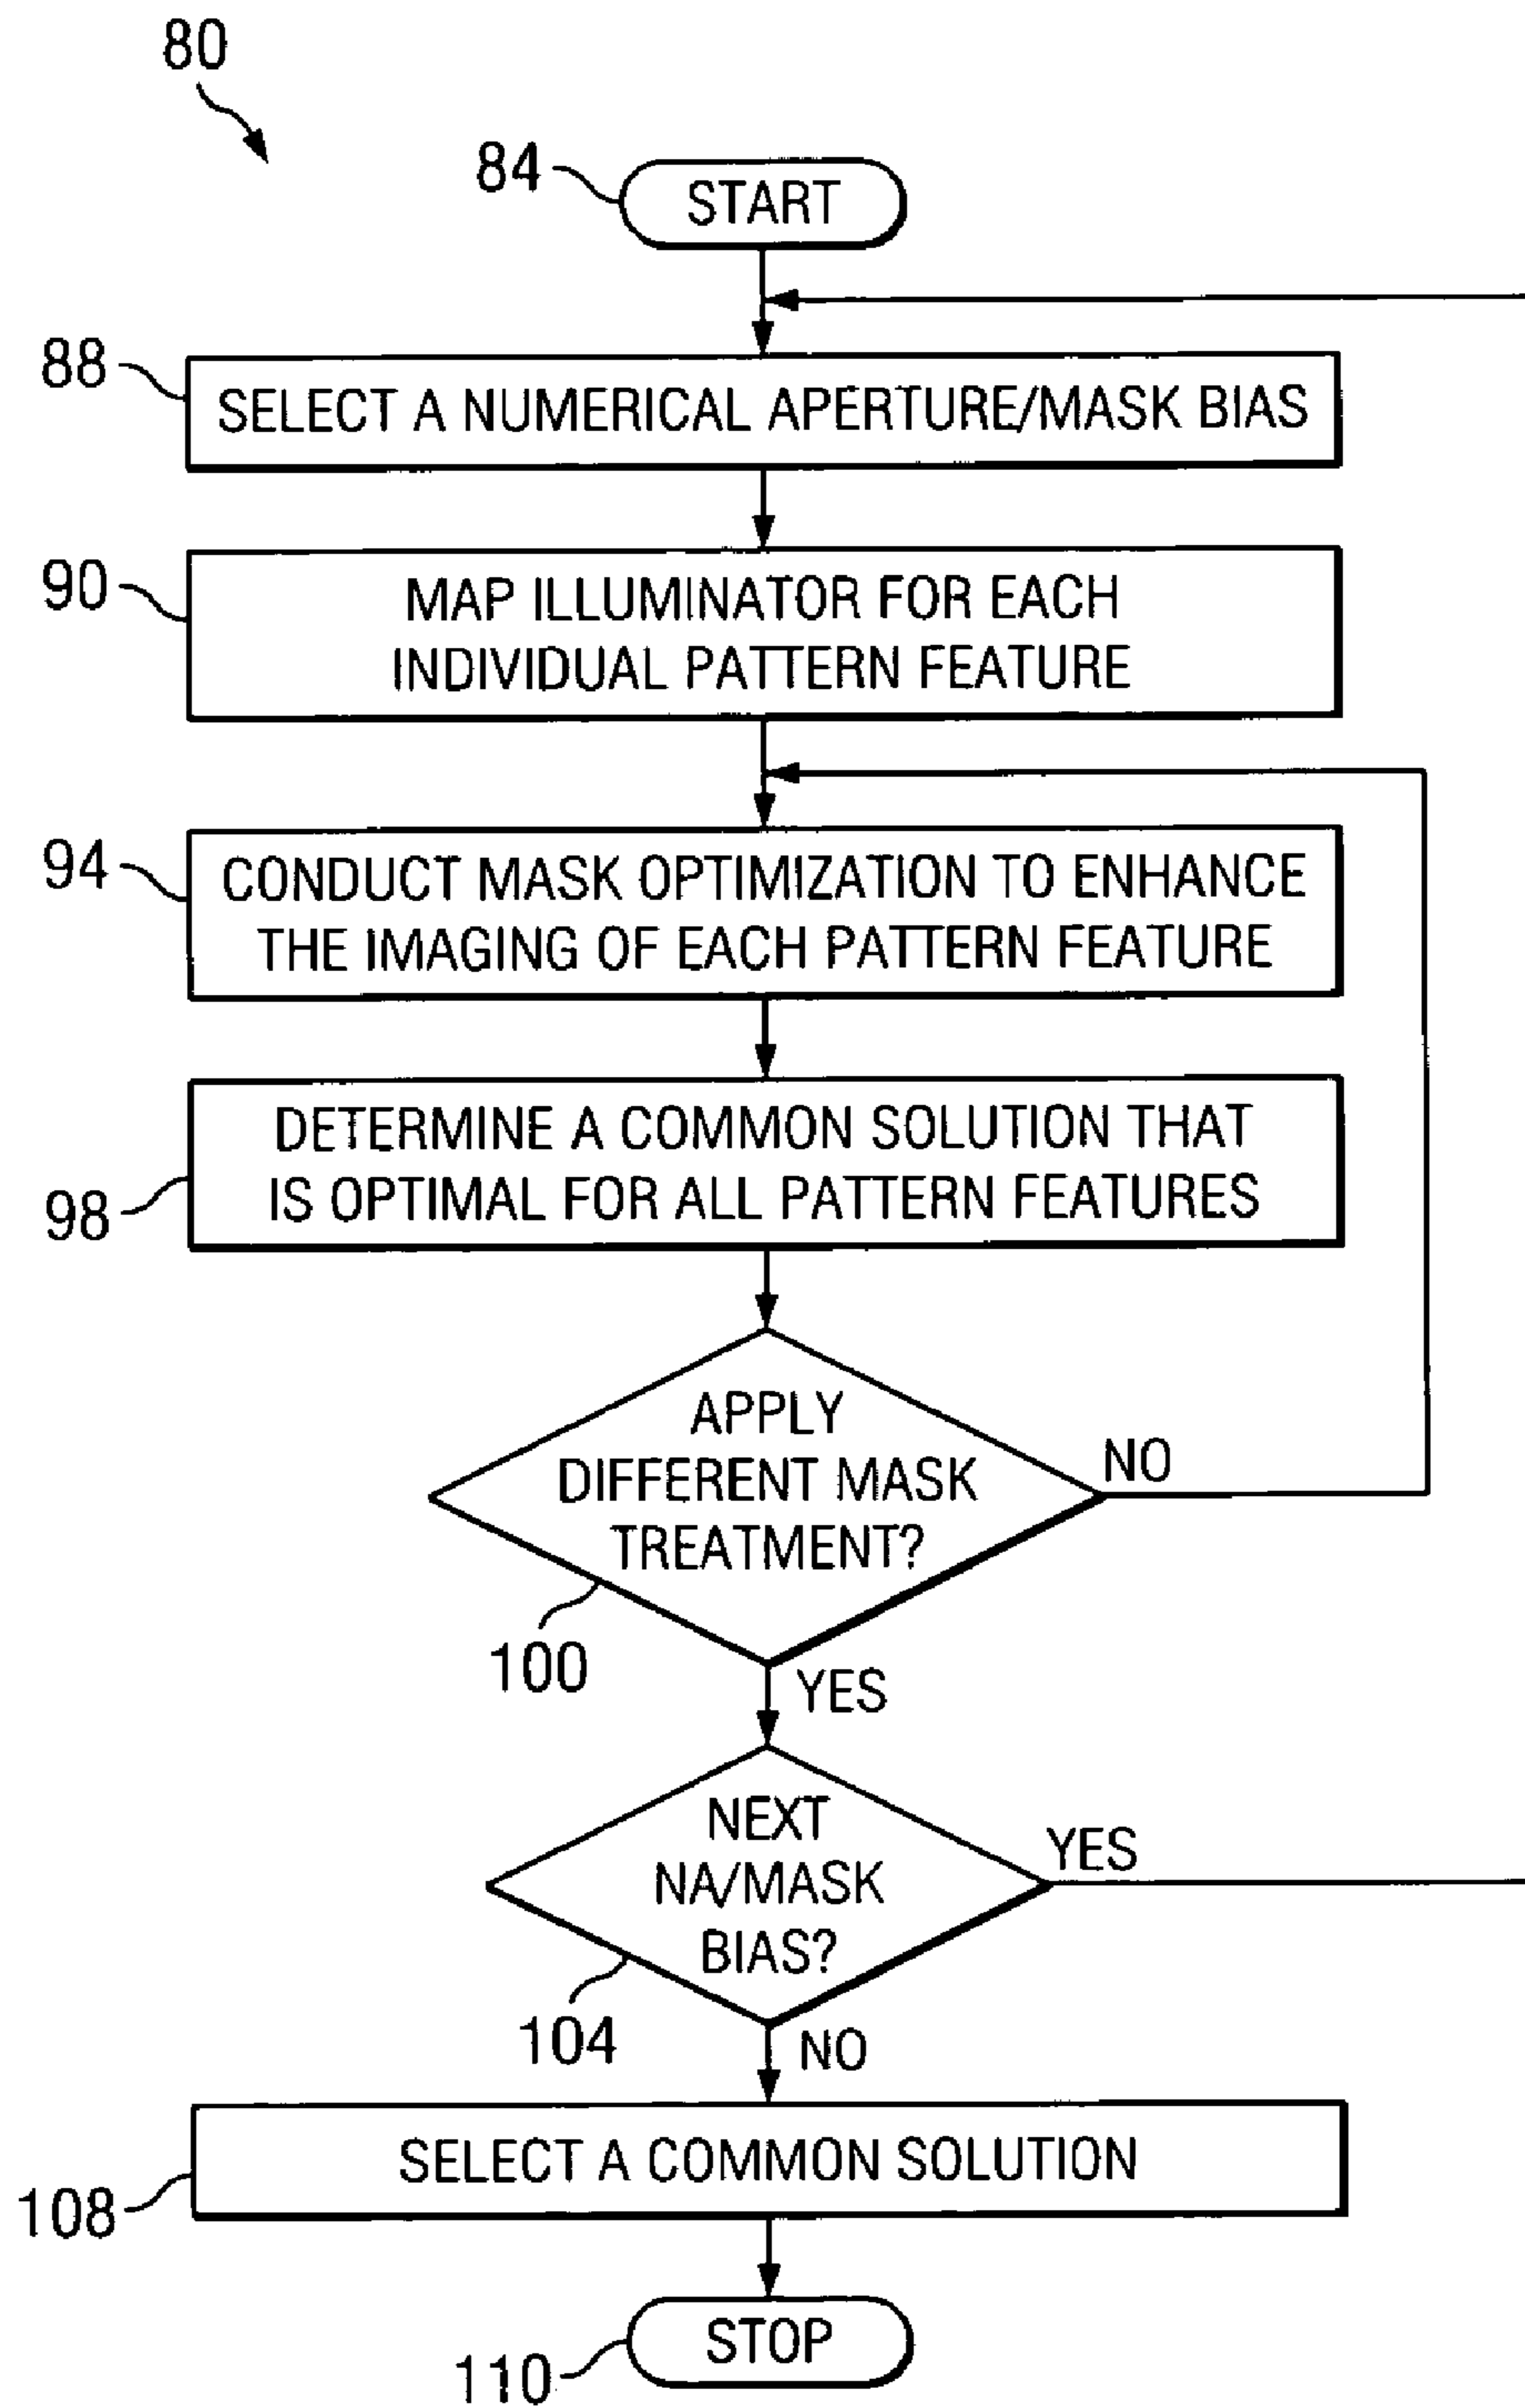 80
84
START
88
SELECT A NUMERICAL APERTURE/MASK BIAS
90
MAP ILLUMINATOR FOR EACH
INDIVIDUAL PATTERN FEATURE
94
CONDUCT MASK OPTIMIZATION TO ENHANCE
THE IMAGING OF EACH PATTERN FEATURE
98
DETERMINE A COMMON SOLUTION THAT
IS OPTIMAL FOR ALL PATTERN FEATURES
APPLY
DIFFERENT MASK
TREATMENT?
NO
100
YES
NEXT
NA/MASK
BIAS?
YES
104
NO
108
SELECT A COMMON SOLUTION
STOP
110